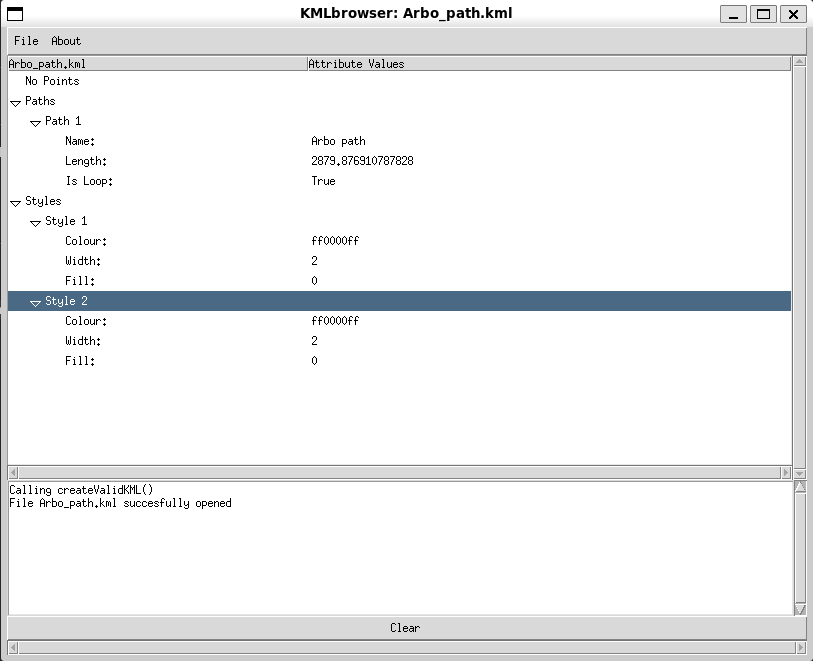 KMLbrowser: Arbo_path.kml
File About
Arbo_path.kml Attribute Values
No Points
Paths
Path 1
Name: Arbo path
Length: 2879.876910787828
Is Loop: True
Styles
Style 1
Colour: ff0000ff
Width: 2
Fill: 0
Style 2
Colour: ff0000ff
Width: 2
Fill: 0
Calling createValidKML()
File Arbo_path.kml succesfully opened
Clear